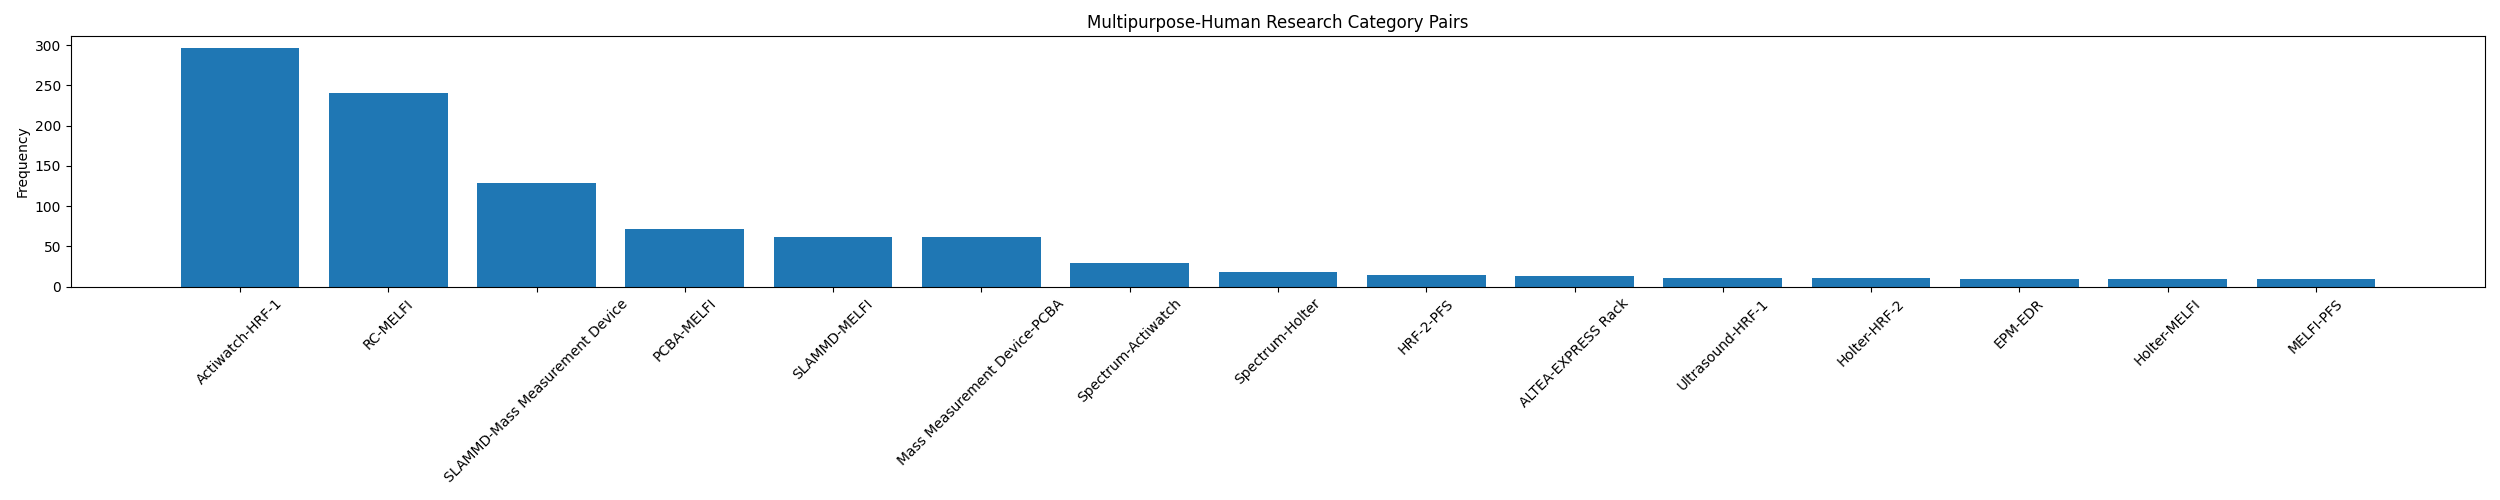 Multipurpose-Human Research Category Pairs
Frequency
300
250
200
150
100
50
0
Actiwatch-HRF-1
RC-MELFI
SLAMMD-Mass Measurement Device
PCBA-MELFI
SLAMMD-MELFI
Mass Measurement Device-PCBA
Spectrum-Actiwatch
Spectrum-Holter
HRF-2-PFS
ALTEA-EXPRESS Rack
Ultrasound-HRF-1
Holter-HRF-2
EPM-EDR
Holter-MELFI
MELFI-PFS